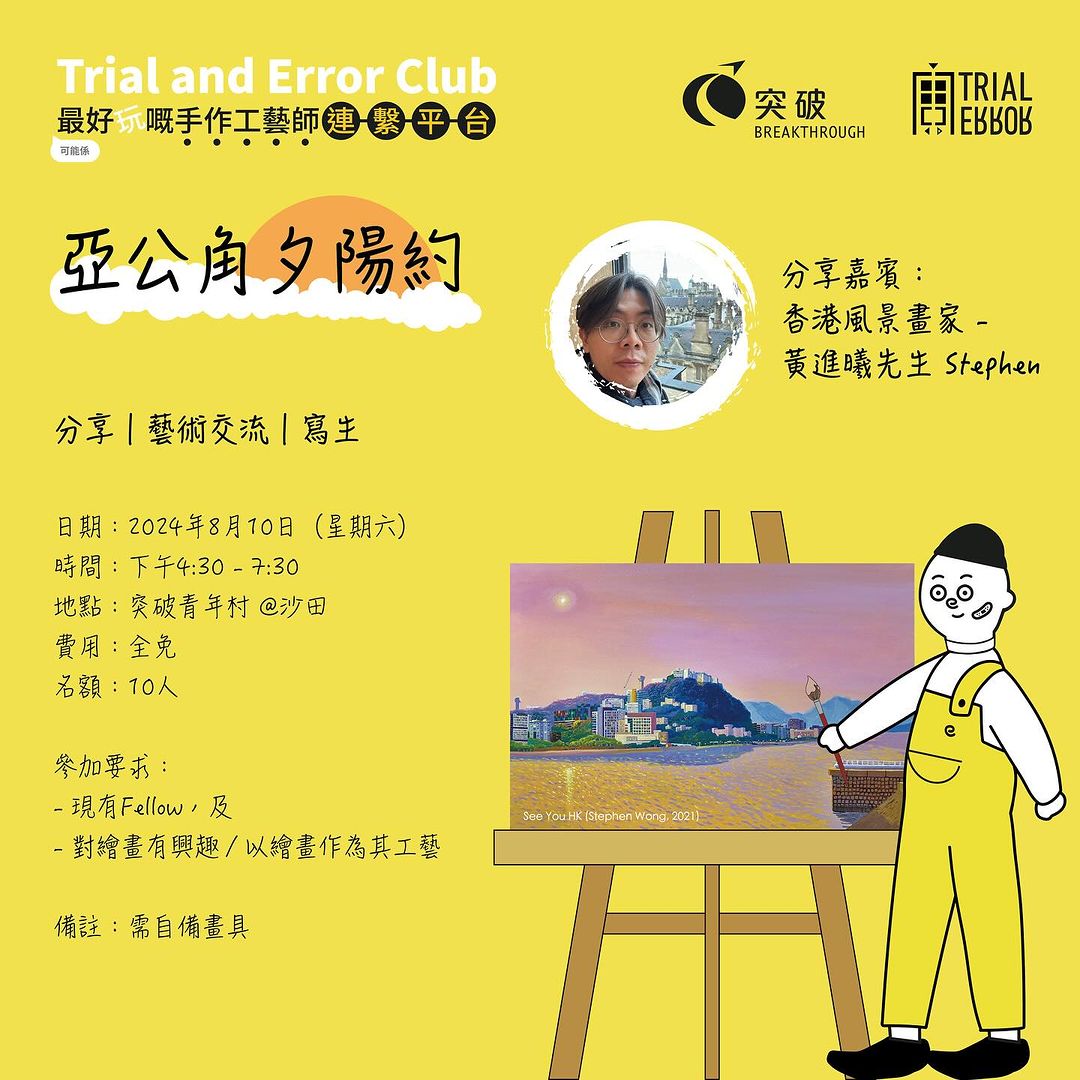 Trial and Error Club
最好玩嘅手作工藝師連繫平台
可能係
突破
BREAKTHROUGH
TRIAL
ERROR
亞公角夕陽約
分享嘉賓：
香港風景畫家 -
黃進曦先生 Stephen
分享 | 藝術交流 | 寫生
日期：2024年8月10日（星期六）
時間：下午4:30 - 7:30
地點：突破青年村 @沙田
費用：全免
名額：10人
參加要求：
- 現有Fellow，及
- 對繪畫有興趣 / 以繪畫作為其工藝
備註：需自備畫具
See You HK (Stephen Wong, 2021)